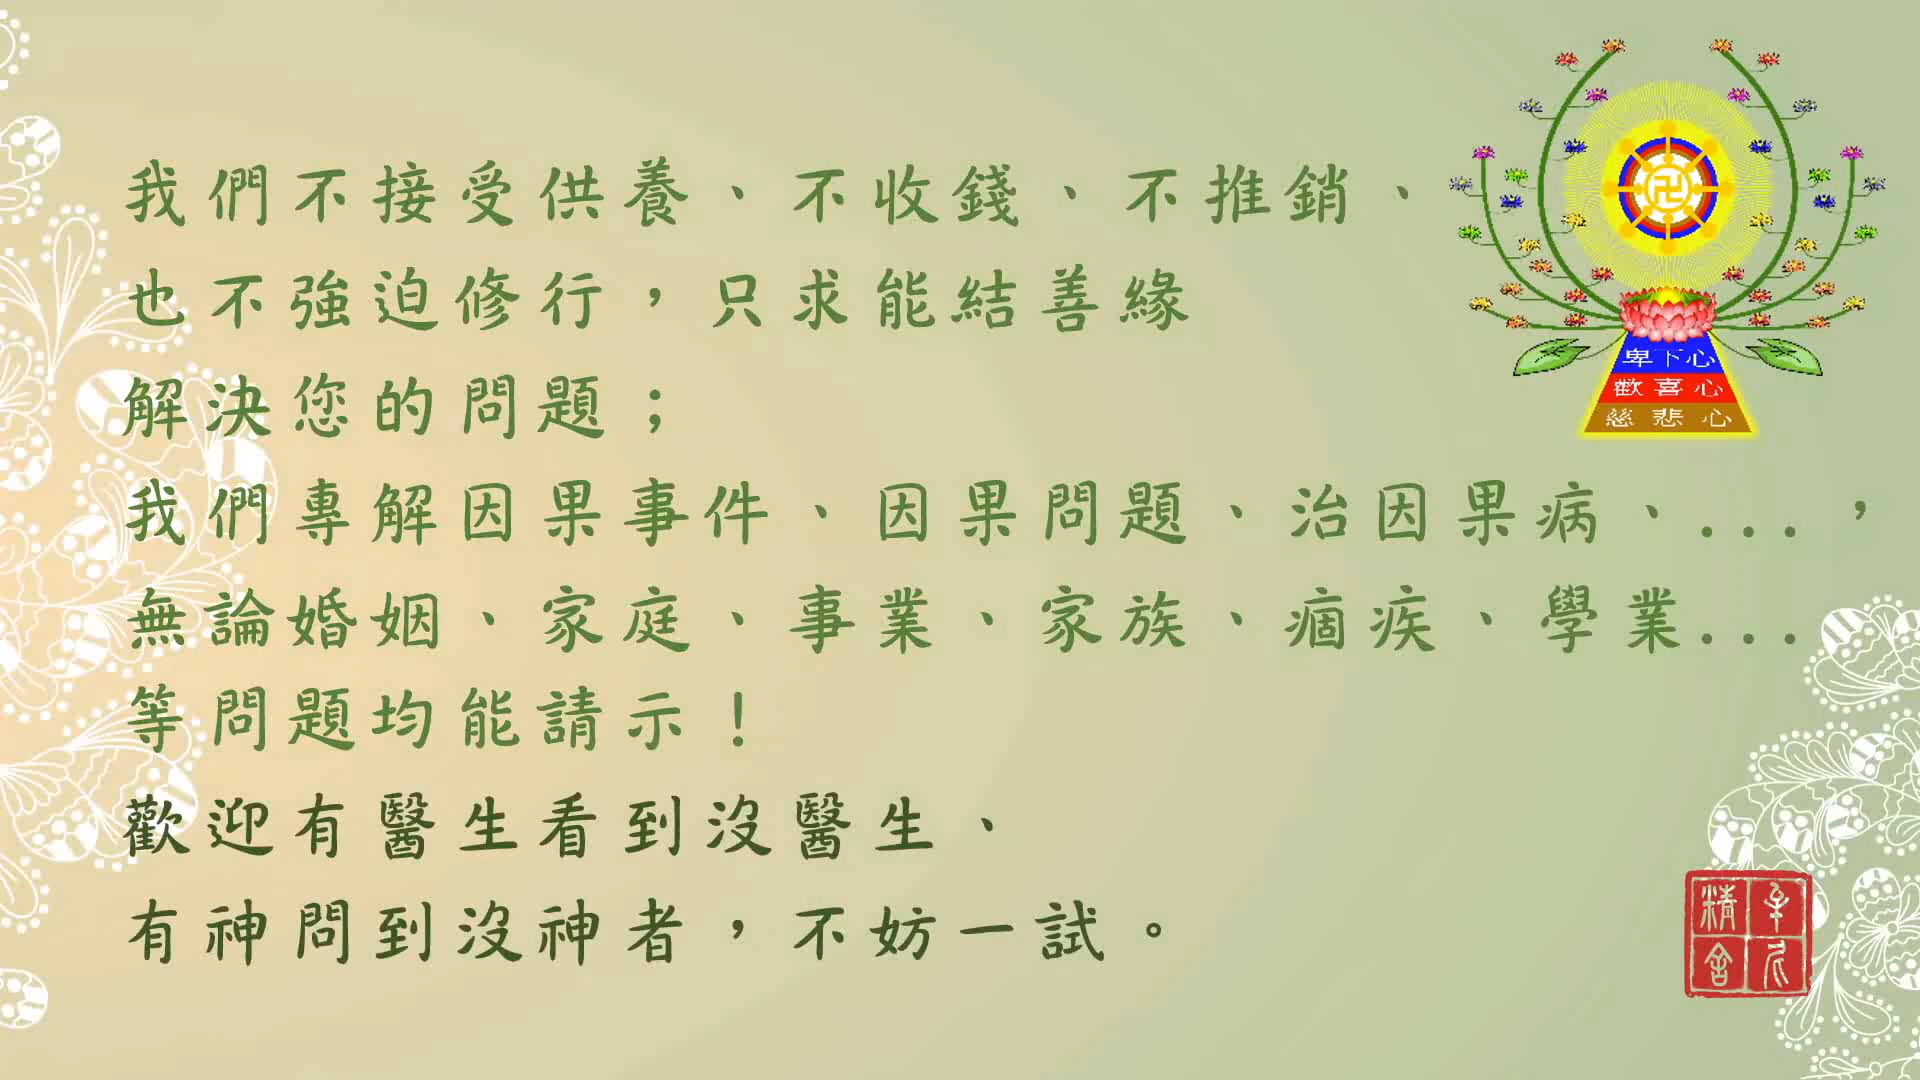 我們不接受供養、不收錢、不推銷、
也不強迫修行，只求能結善緣
解決您的問題；
我們專解因果事件、因果問題、治因果病、...，
無論婚姻、家庭、事業、家族、痼疾、學業...
等問題均能請示！
歡迎有醫生看到沒醫生、
有神問到沒神者，不妨一試。
卍
卑下心
歡喜心
慈悲心
精舍